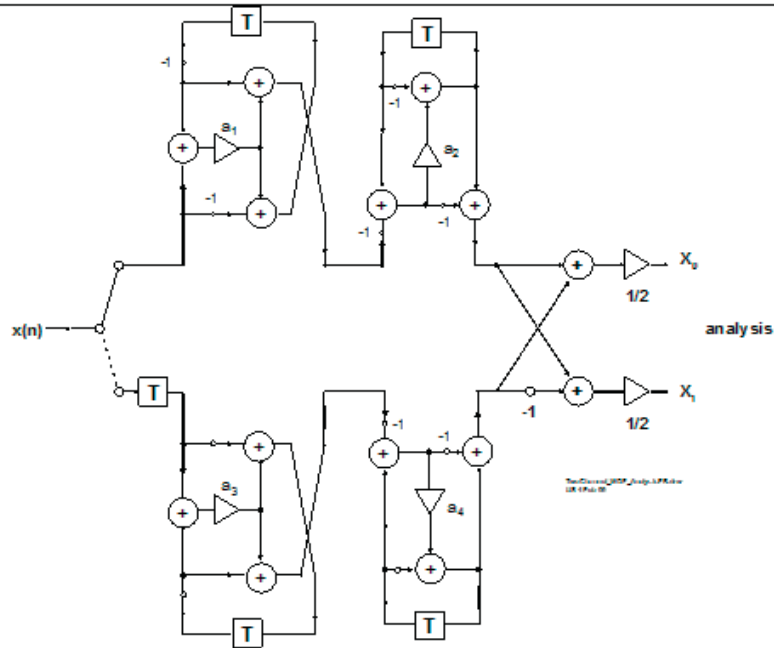 T
T
-1
+
-1
+
a₁
+
+
a₂
-1
+
+
-1
+
-1
+
X₀
1/2
x(n)
analysis
T
+
X₁
-1
1/2
-1
-1
+
+
+
a₃
+
a₄
+
+
T
T